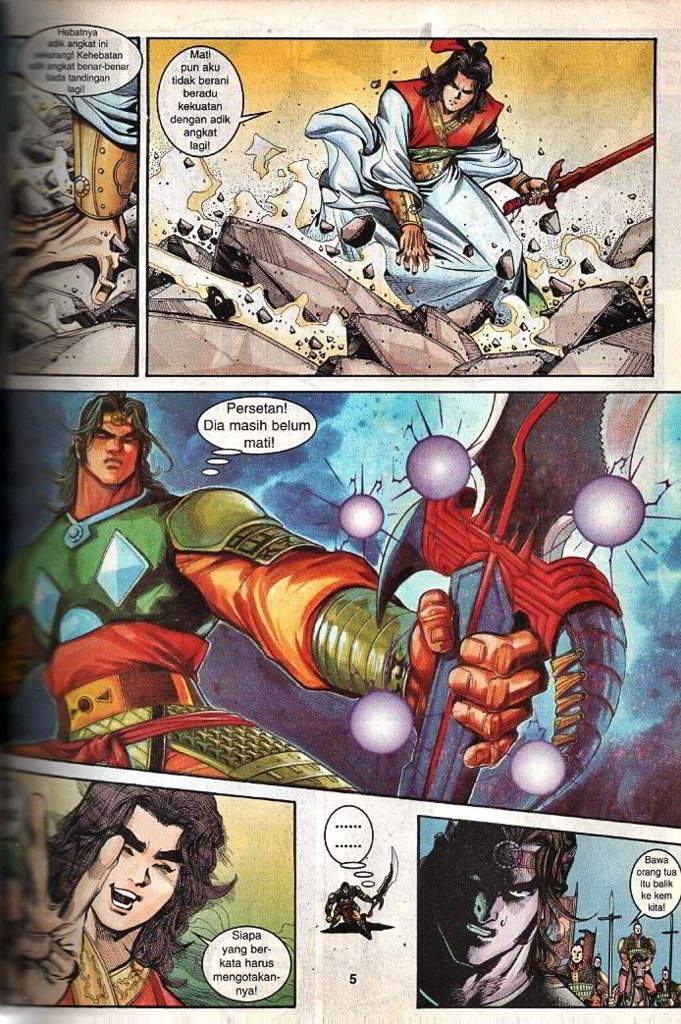 Hebatnya
adik angkat ini
sekarang! Kehebatan
adik angkat benar-benar
tiada tandingan
lagi!
Mati
pun aku
tidak berani
beradu
kekuatan
dengan adik
angkat
lagi!
Persetan!
Dia masih belum
mati!
Siapa
yang ber-
kata harus
mengotakan-
nya!
......
......
Bawa
orang tua
itu balik
ke kem
kita!
5